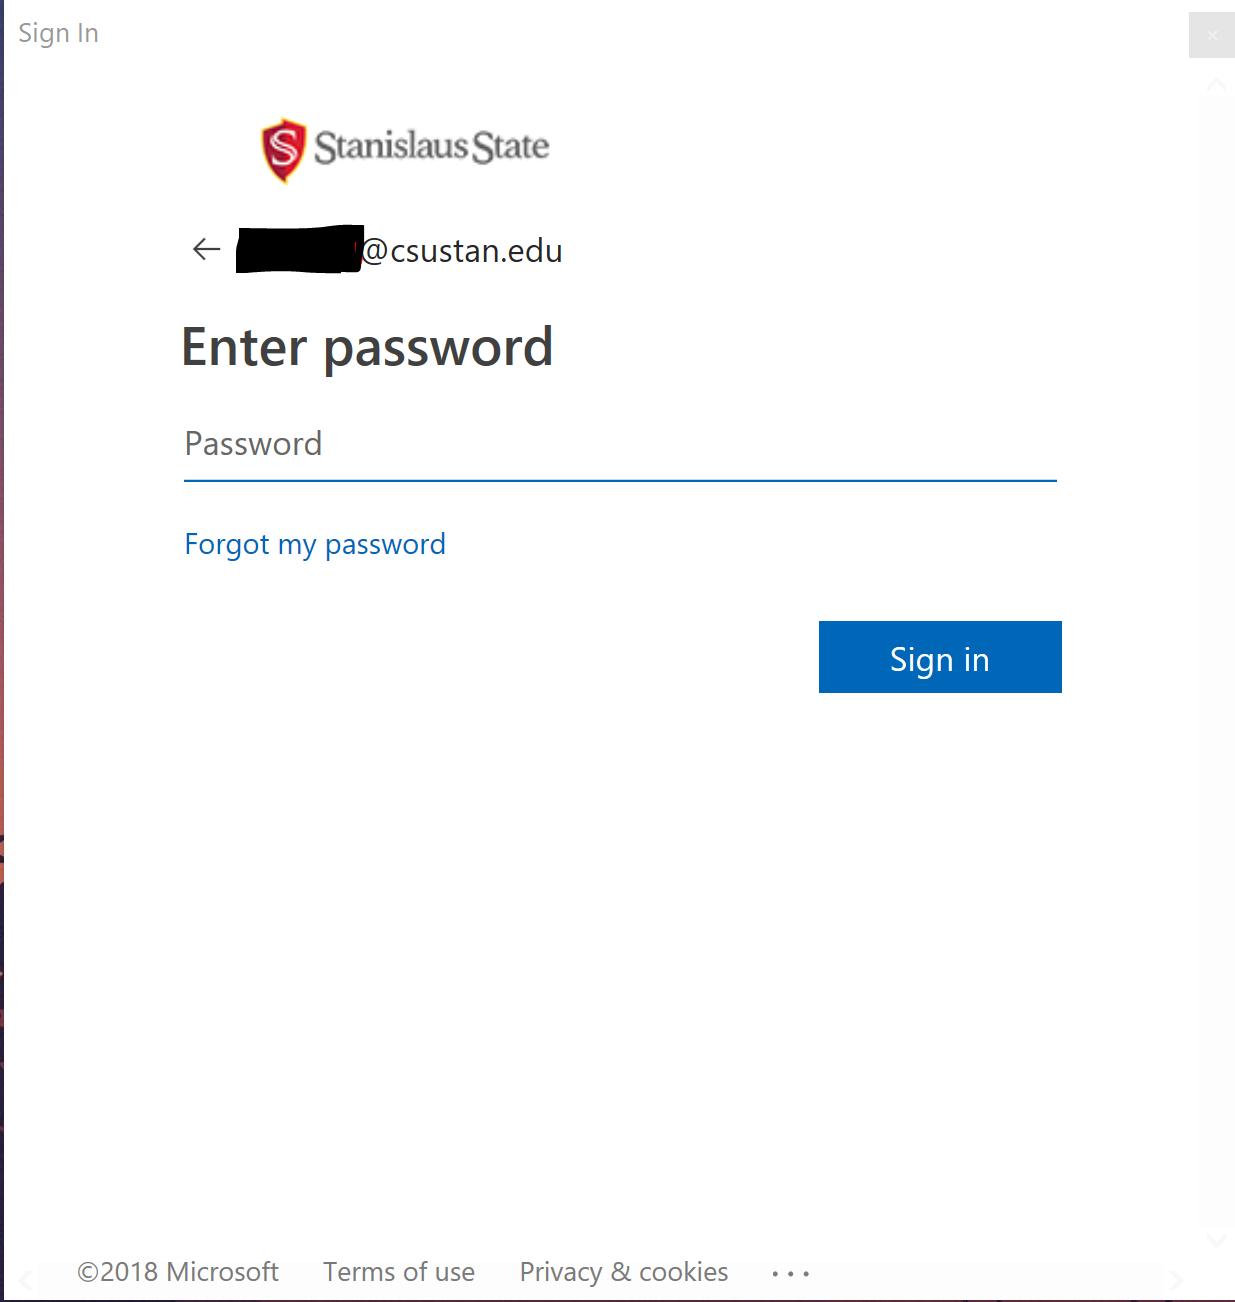 Sign In
Stanislaus State
@csustan.edu
Enter password
Password
Forgot my password
Sign in
©2018 Microsoft Terms of use Privacy & cookies ...